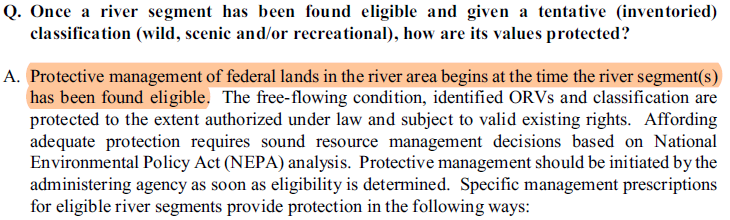 Q. Once a river segment has been found eligible and given a tentative (inventoried)
classification (wild, scenic and/or recreational), how are its values protected?
A. Protective management of federal lands in the river area begins at the time the river segment(s)
has been found eligible. The free-flowing condition, identified ORVs and classification are
protected to the extent authorized under law and subject to valid existing rights. Affording
adequate protection requires sound resource management decisions based on National
Environmental Policy Act (NEPA) analysis. Protective management should be initiated by the
administering agency as soon as eligibility is determined. Specific management prescriptions
for eligible river segments provide protection in the following ways: